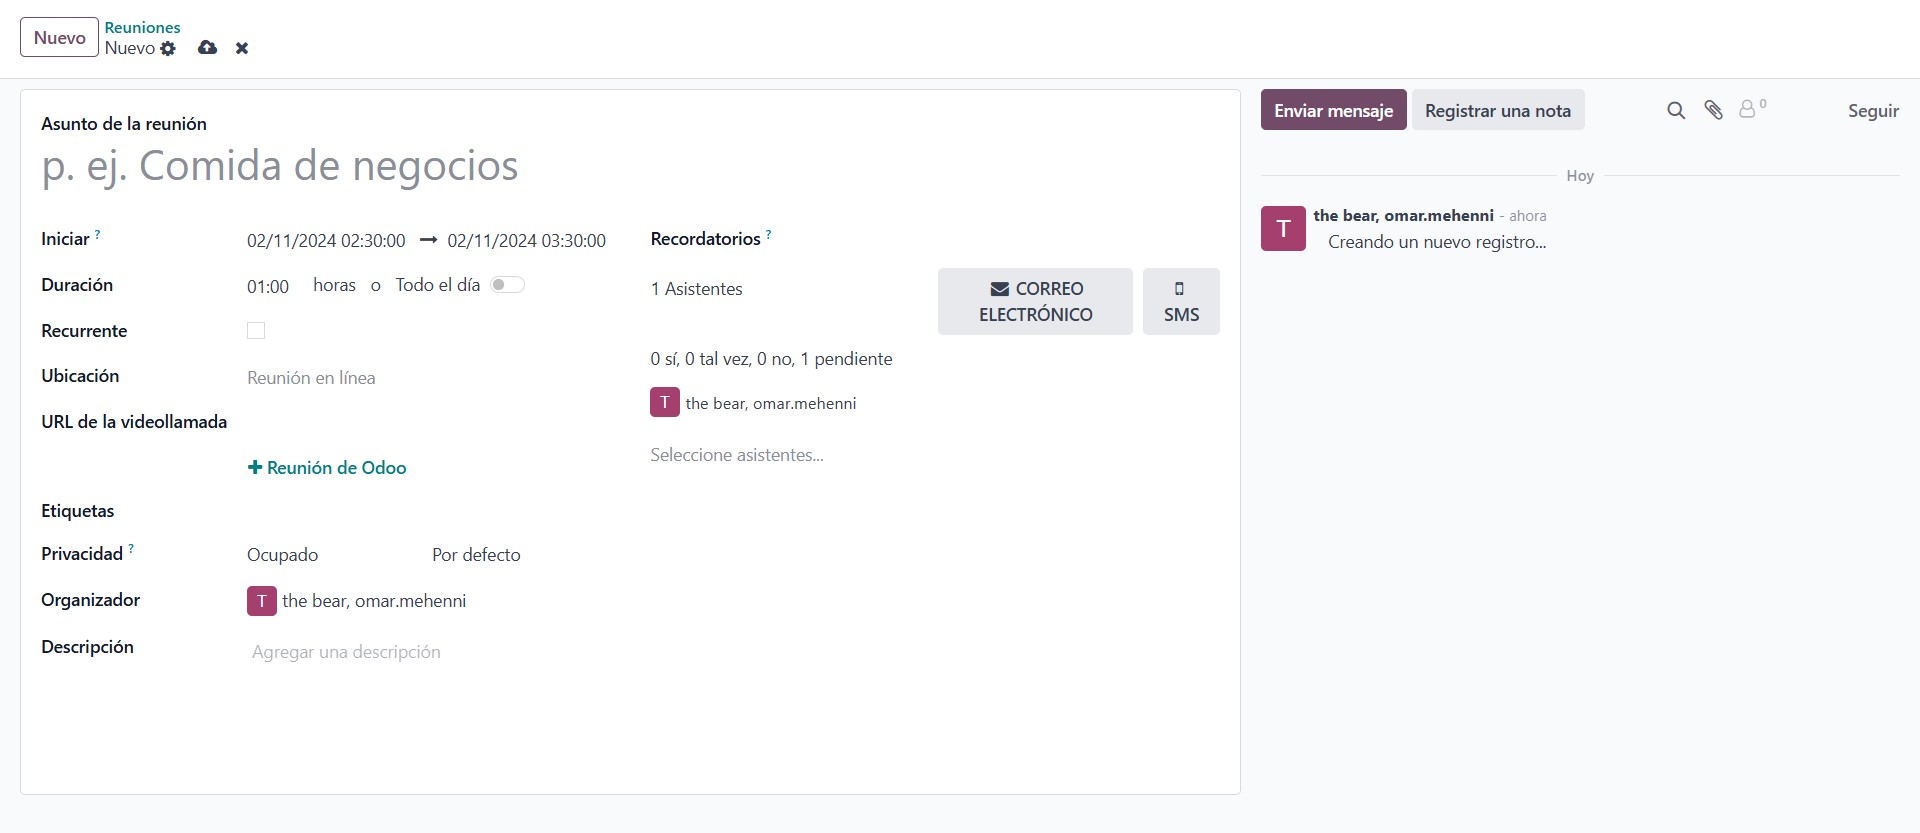 Nuevo
Reuniones
Nuevo
Asunto de la reunión
p. ej. Comida de negocios
Iniciar ?
02/11/2024 02:30:00 → 02/11/2024 03:30:00
Duración
01:00 horas o Todo el día
Recurrente
Ubicación
Reunión en línea
URL de la videollamada
+ Reunión de Odoo
Etiquetas
Privacidad ?
Ocupado Por defecto
Organizador
T the bear, omar.mehenni
Descripción
Agregar una descripción
Recordatorios ?
1 Asistentes
CORREO
ELECTRÓNICO
SMS
0 sí, 0 tal vez, 0 no, 1 pendiente
T the bear, omar.mehenni
Seleccione asistentes...
Enviar mensaje
Registrar una nota
0
Seguir
Hoy
T
the bear, omar.mehenni - ahora
Creando un nuevo registro...